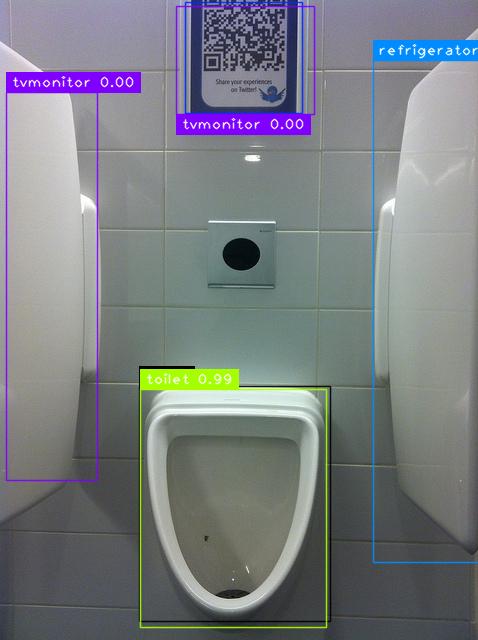 Share your experiences
on Twitter!
refrigerator
tvmonitor 0.00
tvmonitor 0.00
toilet 0.99